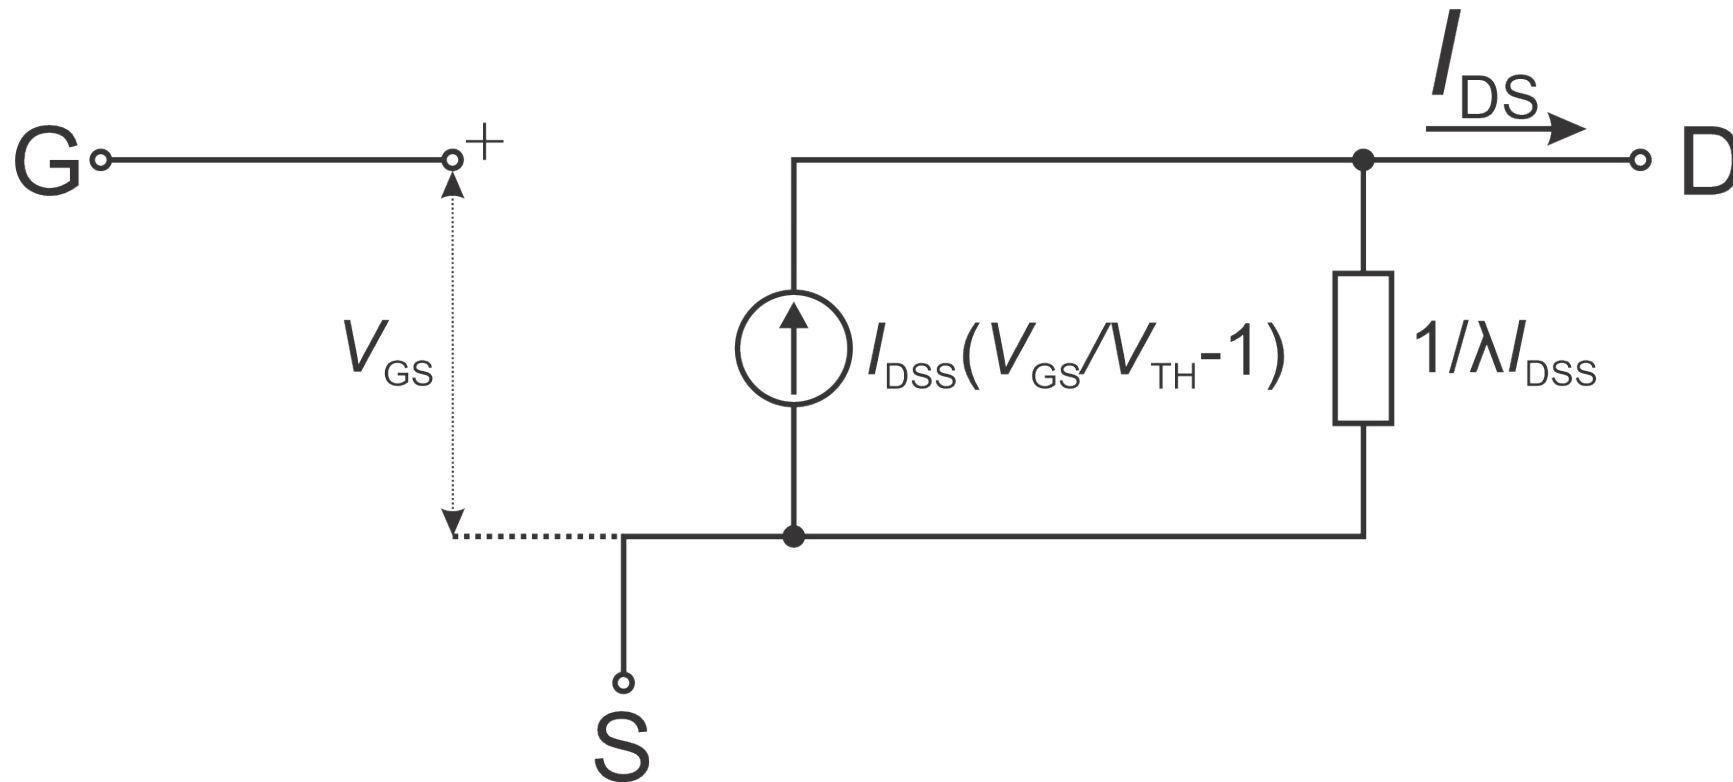 I_DS
G
+
D
V_GS
I_DSS(V_GS/V_TH-1)
1/λI_DSS
S